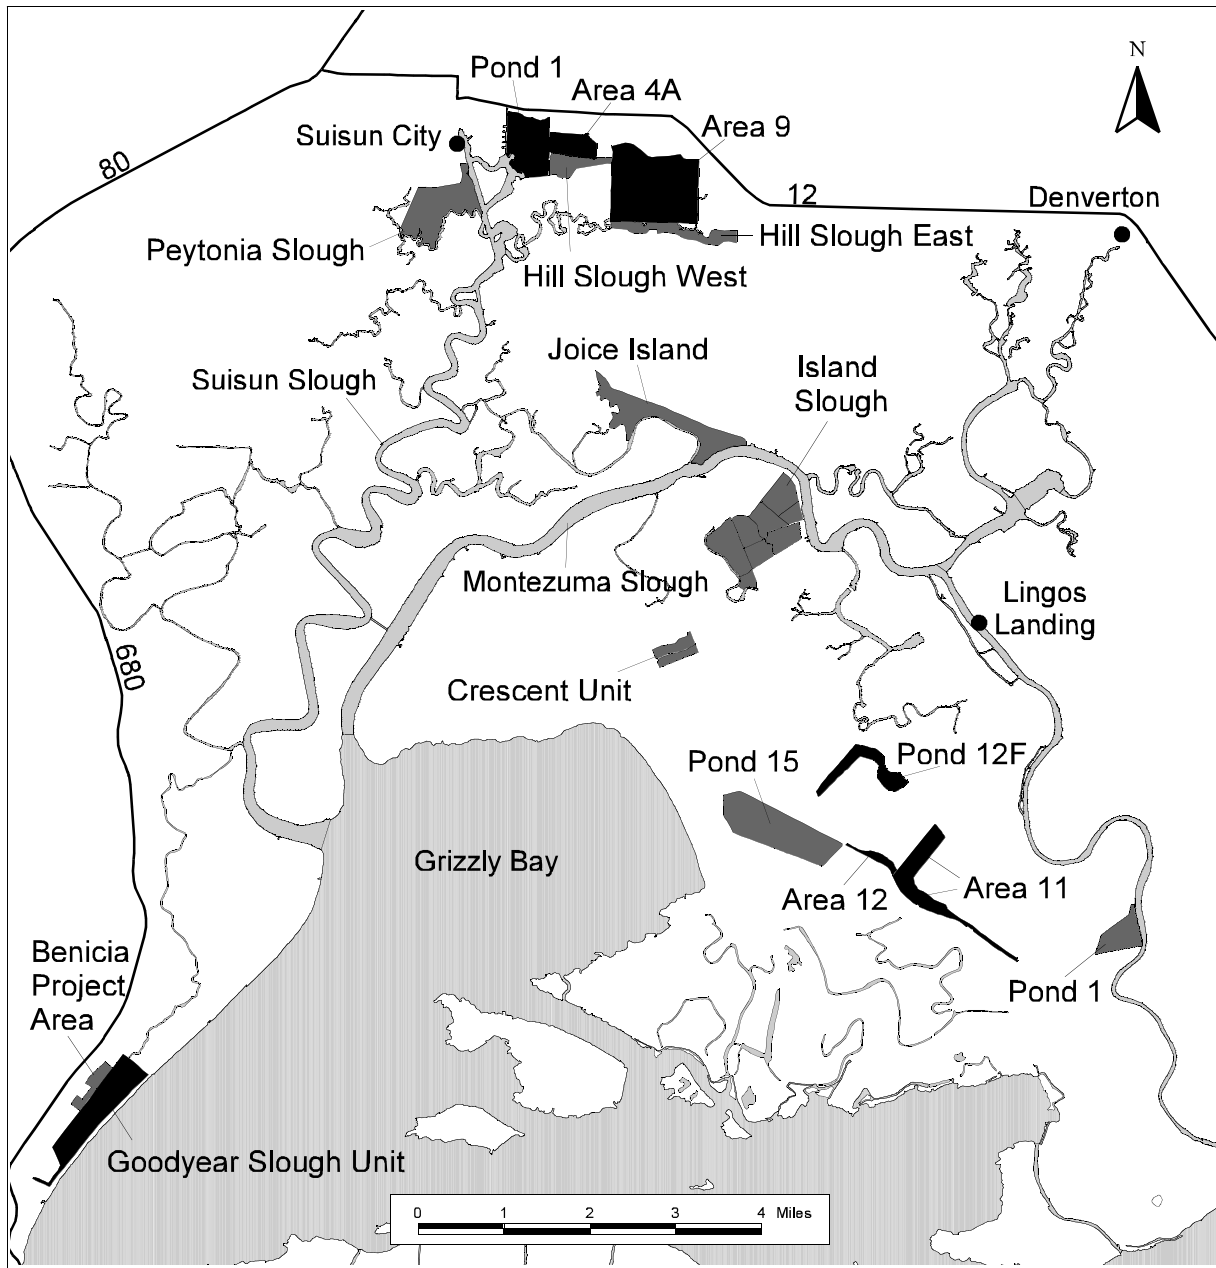 N
Pond 1
Area 4A
Area 9
Suisun City
80
12
Denverton
Peytonia Slough
Hill Slough East
Hill Slough West
Joice Island
Suisun Slough
Island
Slough
Montezuma Slough
Lingos
Landing
680
Crescent Unit
Pond 15
Pond 12F
Grizzly Bay
Area 12
Area 11
Benicia
Project
Area
Pond 1
Goodyear Slough Unit
0 1 2 3 4 Miles